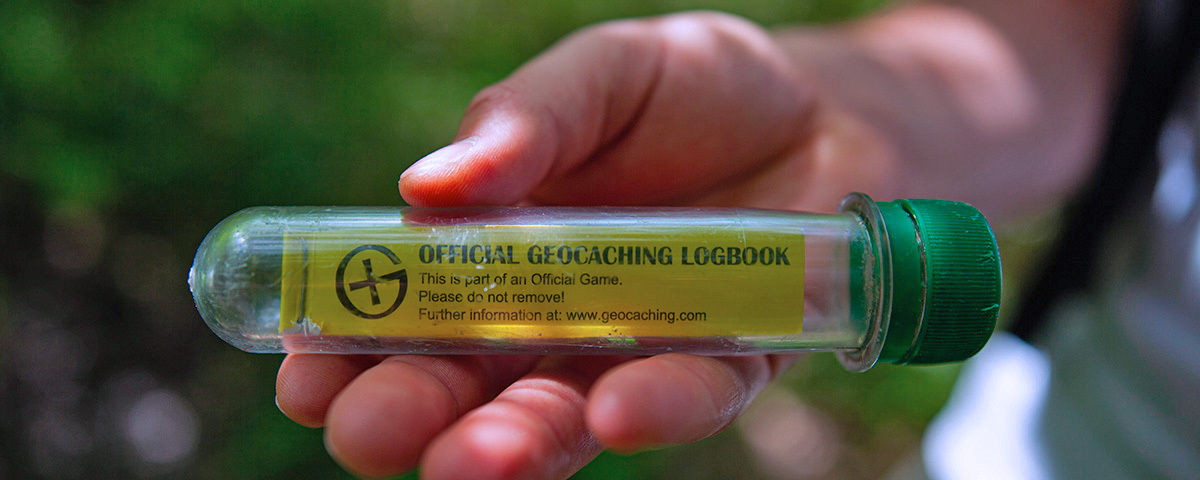 OFFICIAL GEOCACHING LOGBOOK
This is part of an Official Game.
Please do not remove!
Further information at: www.geocaching.com